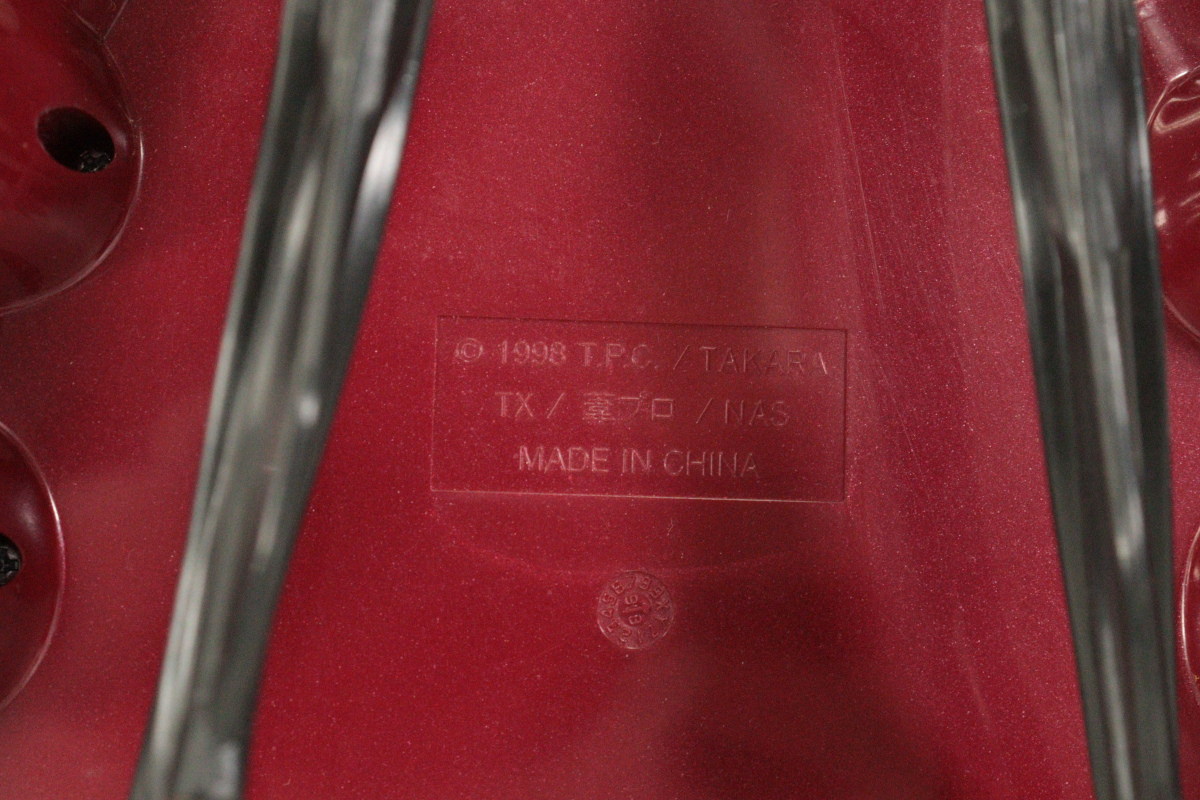 © 1998 T.P.C. / TAKARA
TX / 葦プロ / NAS
MADE IN CHINA